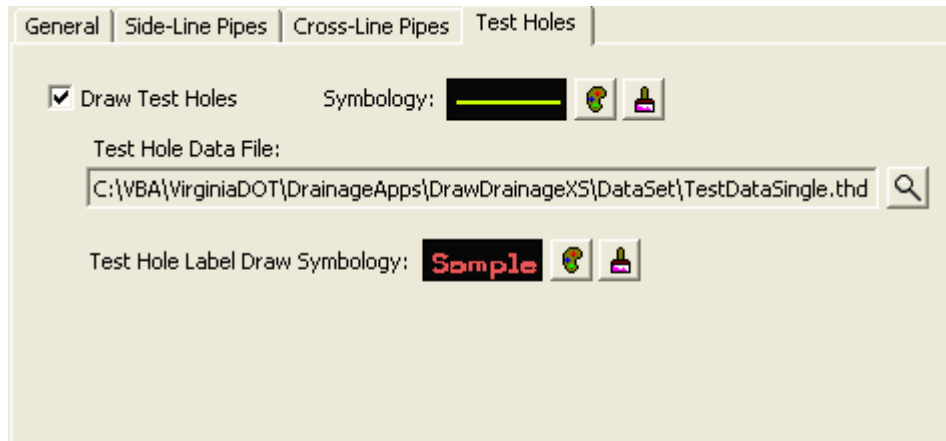 General Side-Line Pipes Cross-Line Pipes Test Holes
Draw Test Holes Symbology:
Test Hole Data File:
C:\VBA\VirginiaDOT\DrainageApps\DrawDrainageXS\DataSet\TestDataSingle.thd
Test Hole Label Draw Symbology: Sample